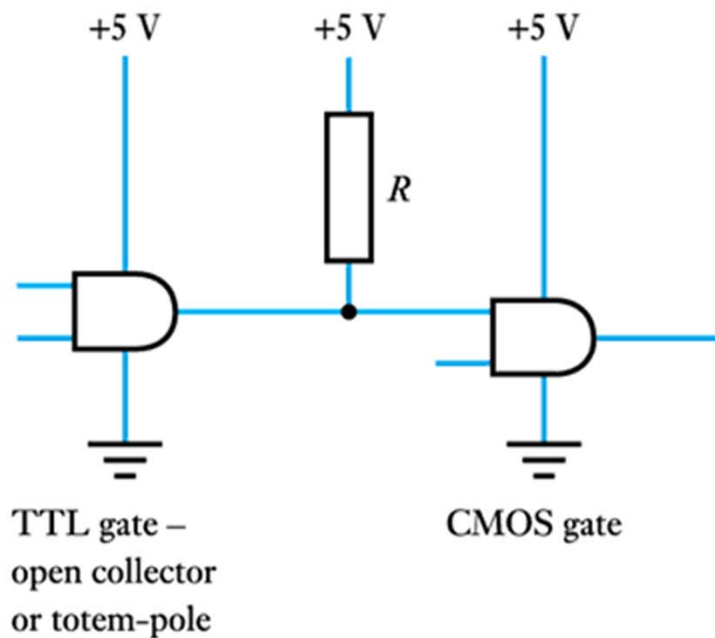 +5 V
+5 V
+5 V
R
TTL gate –
open collector
or totem-pole
CMOS gate